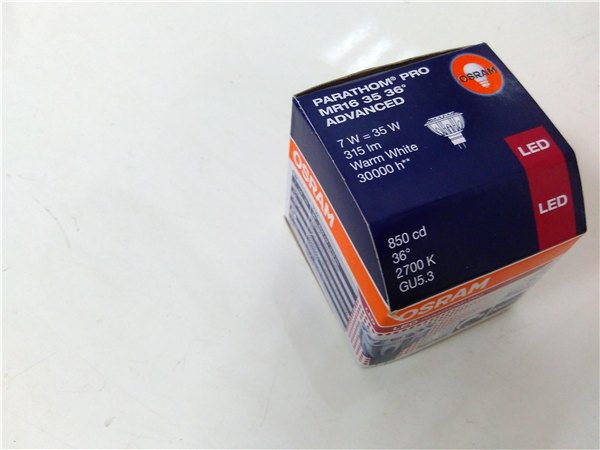 PARATHOM® PRO
MR16 35 36°
ADVANCED
OSRAM
7 W = 35 W
315 lm
Warm White
30000 h**
LED
LED
850 cd
36°
2700 K
GU5.3
OSRAM
OSRAM